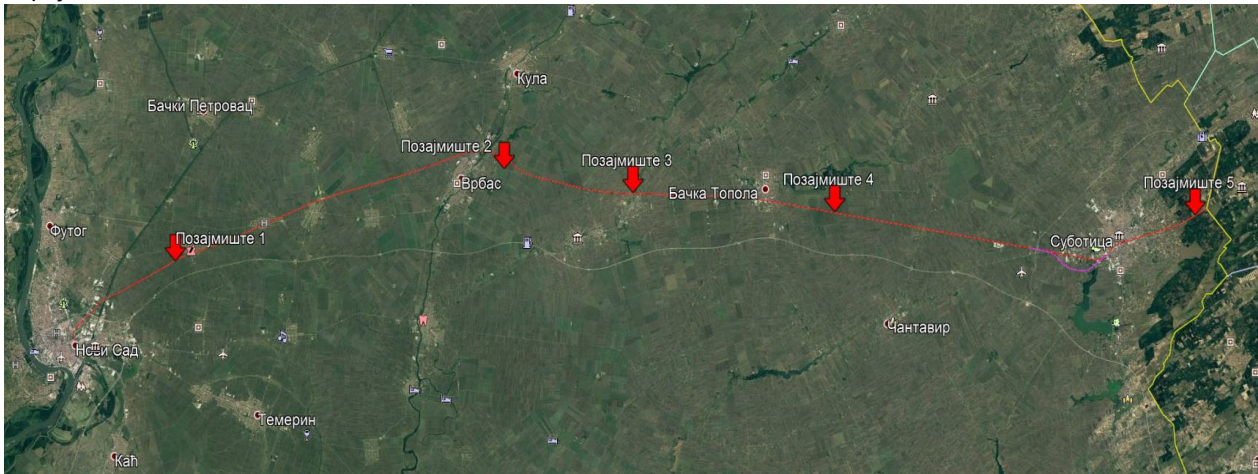 Кула
Бачки Петровац
Позајмиште 2
Позајмиште 3
Врбас
Бачка Топола
Позајмиште 4
Позајмиште 5
Футог
Позајмиште 1
Суботица
Чантавир
Нови Сад
Темерин
Каћ